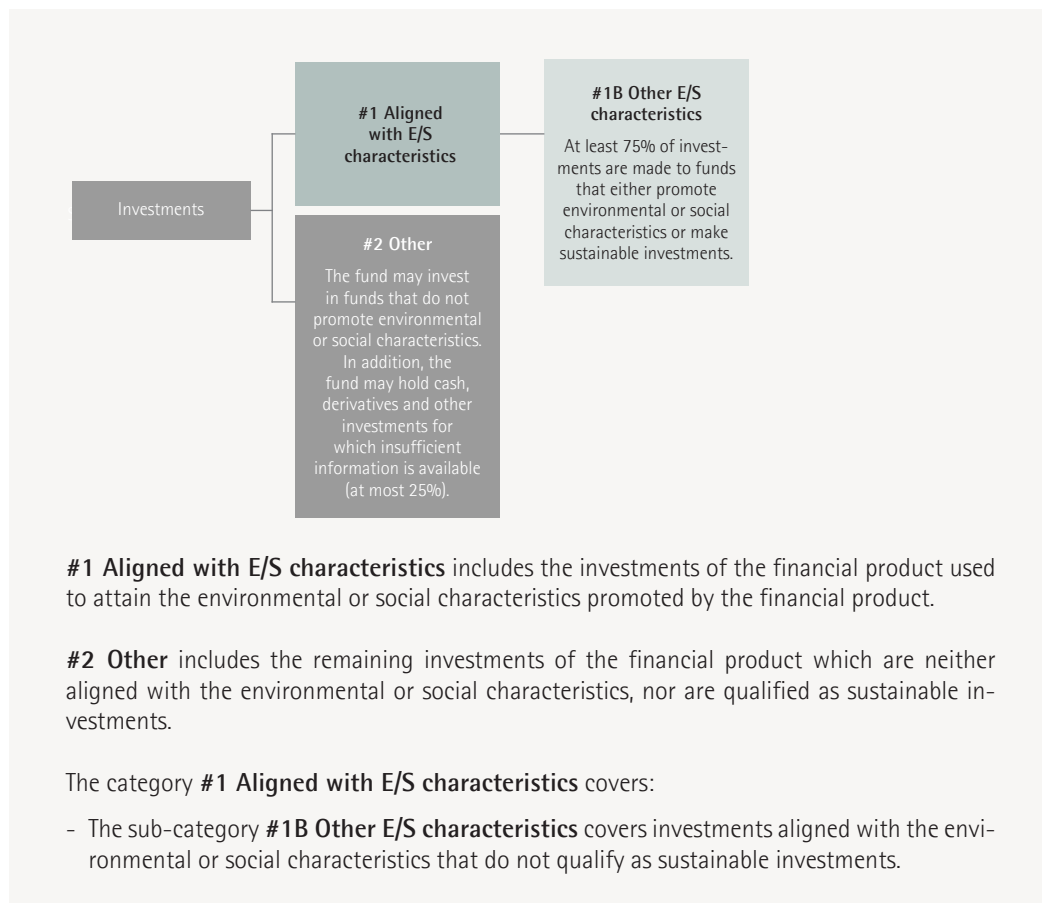 Investments
#1 Aligned
with E/S
characteristics
#1B Other E/S
characteristics
At least 75% of invest-
ments are made to funds
that either promote
environmental or social
characteristics or make
sustainable investments.
#2 Other
The fund may invest
in funds that do not
promote environmental
or social characteristics.
In addition, the
fund may hold cash,
derivatives and other
investments for
which insufficient
information is available
(at most 25%).
#1 Aligned with E/S characteristics includes the investments of the financial product used
to attain the environmental or social characteristics promoted by the financial product.
#2 Other includes the remaining investments of the financial product which are neither
aligned with the environmental or social characteristics, nor are qualified as sustainable in-
vestments.
The category #1 Aligned with E/S characteristics covers:
- The sub-category #1B Other E/S characteristics covers investments aligned with the envi-
ronmental or social characteristics that do not qualify as sustainable investments.